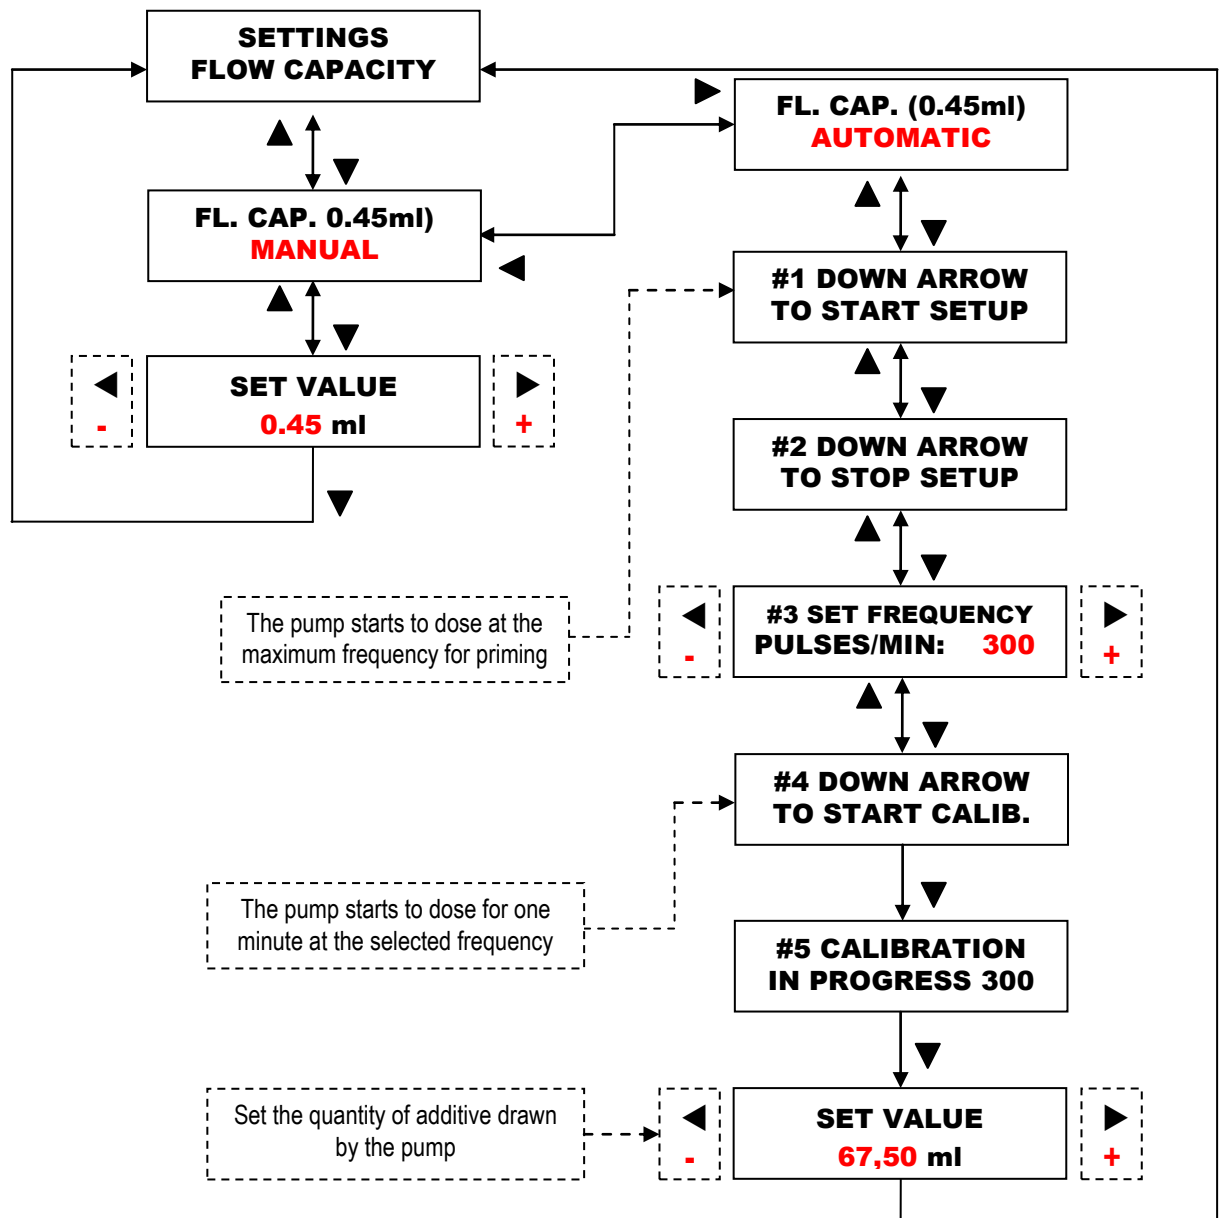 SETTINGS
FLOW CAPACITY
FL. CAP. (0.45ml)
AUTOMATIC
FL. CAP. 0.45ml)
MANUAL
#1 DOWN ARROW
TO START SETUP
SET VALUE
0.45 ml
-
+
#2 DOWN ARROW
TO STOP SETUP
The pump starts to dose at the
maximum frequency for priming
#3 SET FREQUENCY
PULSES/MIN: 300
-
+
#4 DOWN ARROW
TO START CALIB.
The pump starts to dose for one
minute at the selected frequency
#5 CALIBRATION
IN PROGRESS 300
Set the quantity of additive drawn
by the pump
SET VALUE
67,50 ml
-
+